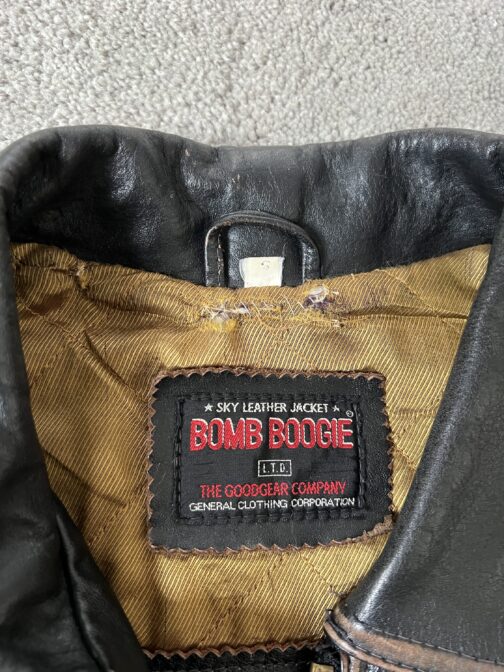 ★ SKY LEATHER JACKET ★
BOMB BOOGIE ©
L.T.D.
THE GOODGEAR COMPANY
GENERAL CLOTHING CORPORATION